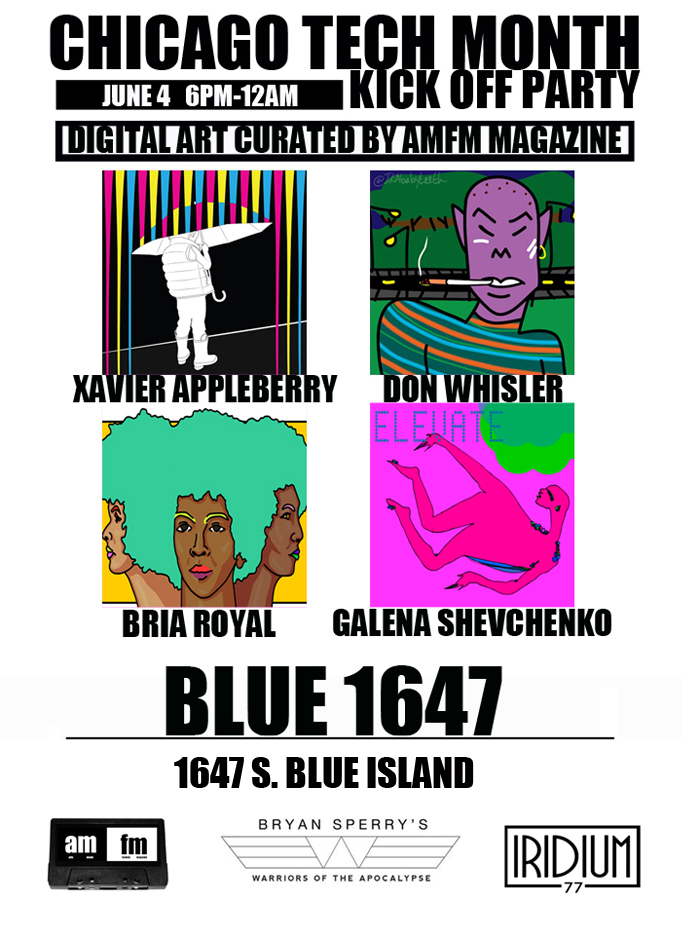 CHICAGO TECH MONTH
KICK OFF PARTY
JUNE 4 6PM-12AM
DIGITAL ART CURATED BY AMFM MAGAZINE
XAVIER APPLEBERRY
DON WHISLER
ELEVATE
BRIA ROYAL
GALENA SHEVCHENKO
BLUE 1647
1647 S. BLUE ISLAND
am fm
BRYAN SPERRY'S
WARRIORS OF THE APOCALYPSE
IRIDIUM
77